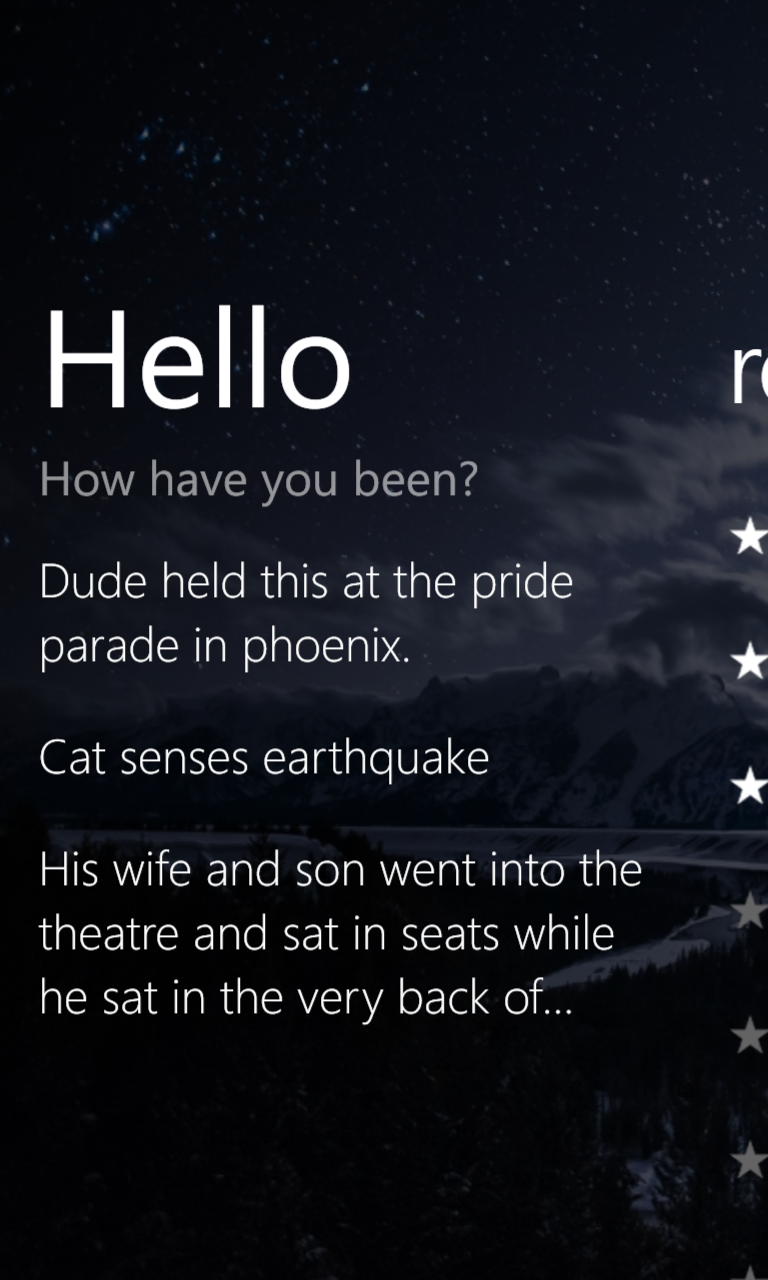 Hello
How have you been?
Dude held this at the pride
parade in phoenix.
Cat senses earthquake
His wife and son went into the
theatre and sat in seats while
he sat in the very back of...